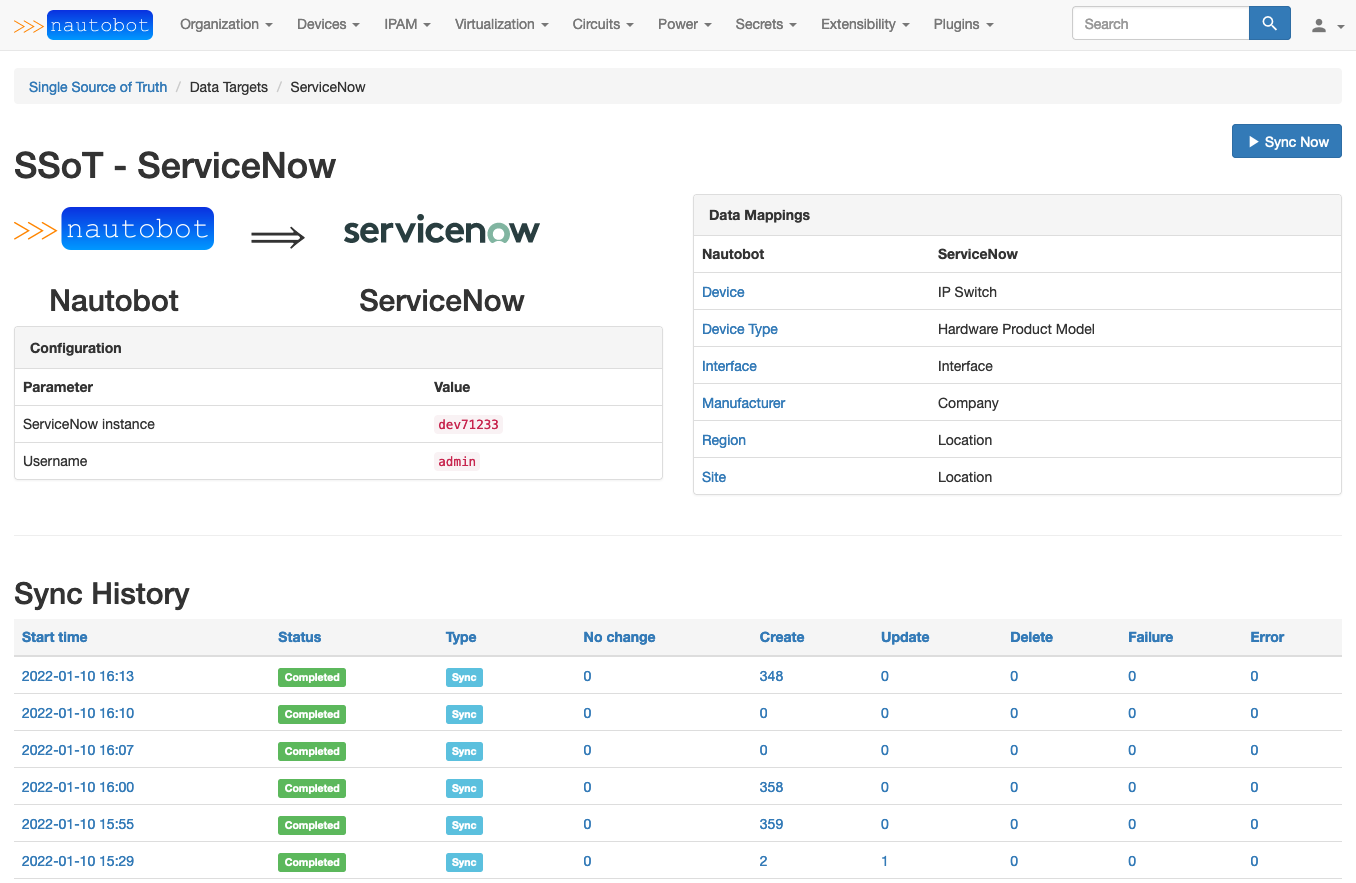 >>> nautobot Organization Devices IPAM Virtualization Circuits Power Secrets Extensibility Plugins Search
Single Source of Truth / Data Targets / ServiceNow
Sync Now
SSoT - ServiceNow
>>> nautobot servicenow
Nautobot ServiceNow
Configuration
Parameter Value
ServiceNow instance dev71233
Username admin
Data Mappings
Nautobot ServiceNow
Device IP Switch
Device Type Hardware Product Model
Interface Interface
Manufacturer Company
Region Location
Site Location
Sync History
Start time Status Type No change Create Update Delete Failure Error
2022-01-10 16:13 Completed Sync 0 348 0 0 0 0
2022-01-10 16:10 Completed Sync 0 0 0 0 0 0
2022-01-10 16:07 Completed Sync 0 0 0 0 0 0
2022-01-10 16:00 Completed Sync 0 358 0 0 0 0
2022-01-10 15:55 Completed Sync 0 359 0 0 0 0
2022-01-10 15:29 Completed Sync 0 2 1 0 0 0